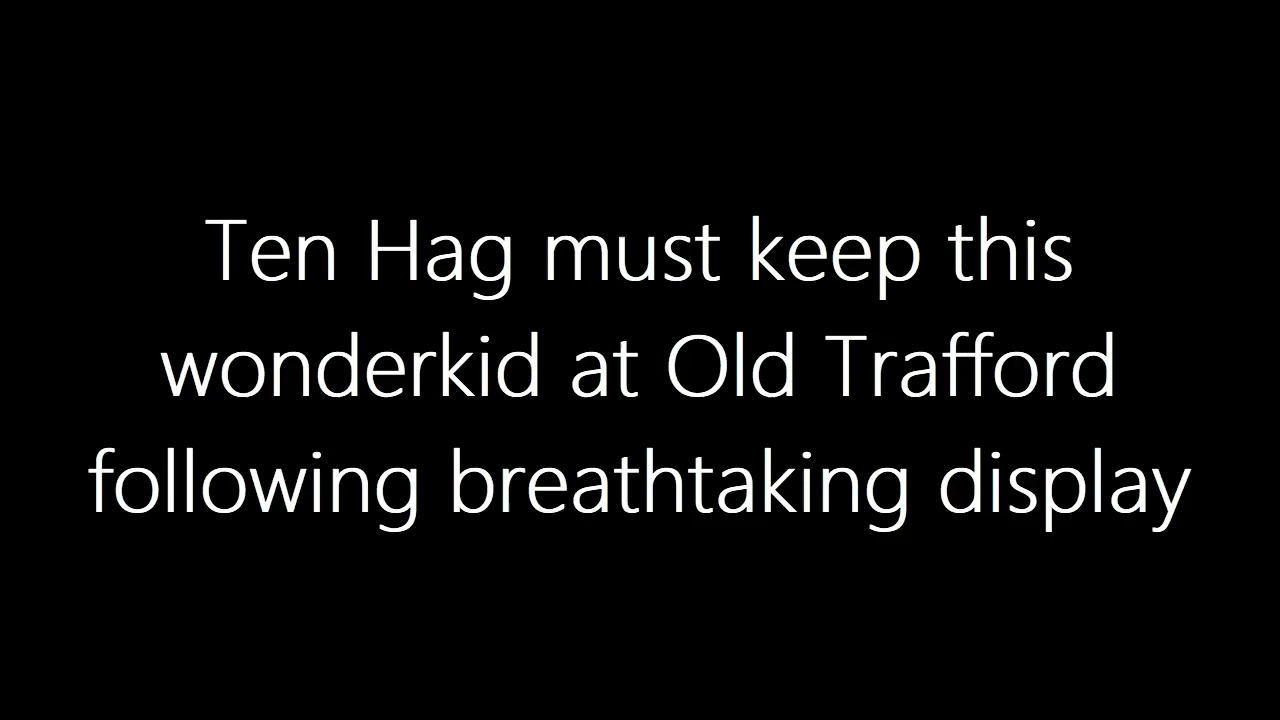 Ten Hag must keep this
wonderkid at Old Trafford
following breathtaking display